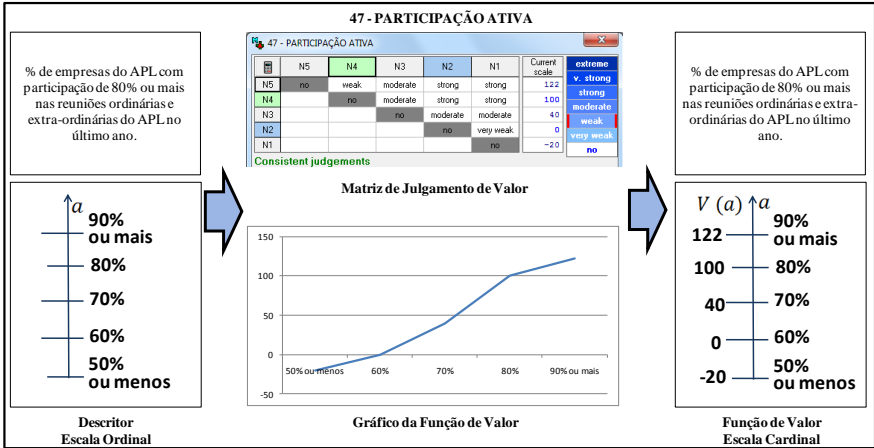 47 - PARTICIPAÇÃO ATIVA
% de empresas do APL com
participação de 80% ou mais
nas reuniões ordinárias e
extra-ordinárias do APL no
último ano.
a
90%
ou mais
80%
70%
60%
50%
ou menos
Descritor
Escala Ordinal
47 - PARTICIPAÇÃO ATIVA
x
N5 N4 N3 N2 N1 Current scale
N5 no weak moderate strong strong 122
N4 no moderate strong strong 100
N3 no moderate moderate 40
N2 no very weak 0
N1 no -20
extreme
v. strong
strong
moderate
weak
very weak
no
Consistent judgements
Matriz de Julgamento de Valor
150
100
50
0
-50
50% ou menos 60% 70% 80% 90% ou mais
Gráfico da Função de Valor
% de empresas do APL com
participação de 80% ou mais
nas reuniões ordinárias e extra-
ordinárias do APL no
último ano.
V (a) a
122 90%
ou mais
100 80%
40 70%
0 60%
-20 50%
ou menos
Função de Valor
Escala Cardinal